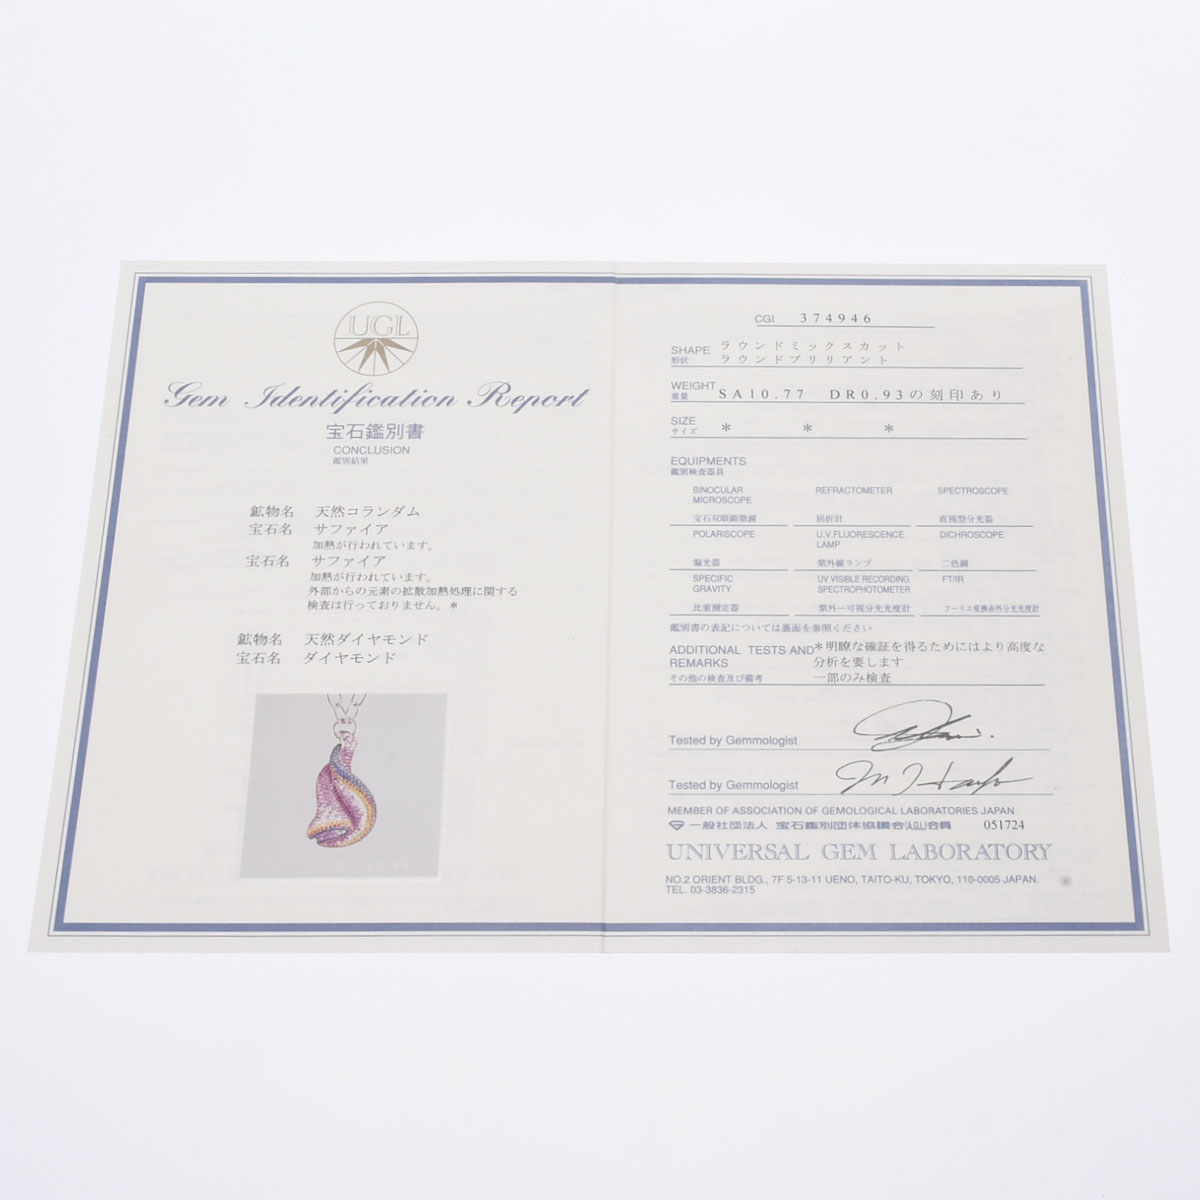 UGL
Gem Identification Report
宝石鑑別書
CONCLUSION
鑑別結果
鉱物名 天然コランダム
宝石名 サファイア
加熱が行われています。
宝石名 サファイア
加熱が行われています。
外部からの元素の拡散加熱処理に関する
検査は行っておりません。*
鉱物名 天然ダイヤモンド
宝石名 ダイヤモンド
CGI 374946
SHAPE ラウンドミックスカット
形状 ラウンドブリリアント
WEIGHT
重量 SA10.77 DR0.93の刻印あり
SIZE
サイズ * * *
EQUIPMENTS
鑑別検査器具
BINOCULAR MICROSCOPE REFRACTOMETER SPECTROSCOPE
宝石双眼顕微鏡 屈折計 直視型分光器
POLARISCOPE U.V.FLUORESCENCE LAMP DICHROSCOPE
偏光器 紫外線ランプ 二色鏡
SPECIFIC GRAVITY UV VISIBLE RECORDING SPECTROPHOTOMETER FT/IR
比重測定器 紫外一可視分光光度計 フーリエ変換赤外分光光度計
鑑別書の表記については裏面を参照ください
ADDITIONAL TESTS AND *明瞭な確証を得るためにはより高度な
REMARKS 分析を要します
その他の検査及び備考 一部のみ検査
Tested by Gemmologist
Tested by Gemmologist
MEMBER OF ASSOCIATION OF GEMOLOGICAL LABORATORIES JAPAN
一般社団法人 宝石鑑別団体協議会(AGL)会員 051724
UNIVERSAL GEM LABORATORY
NO.2 ORIENT BLDG., 7F 5-13-11 UENO, TAITO-KU, TOKYO, 110-0005 JAPAN.
TEL. 03-3836-2315